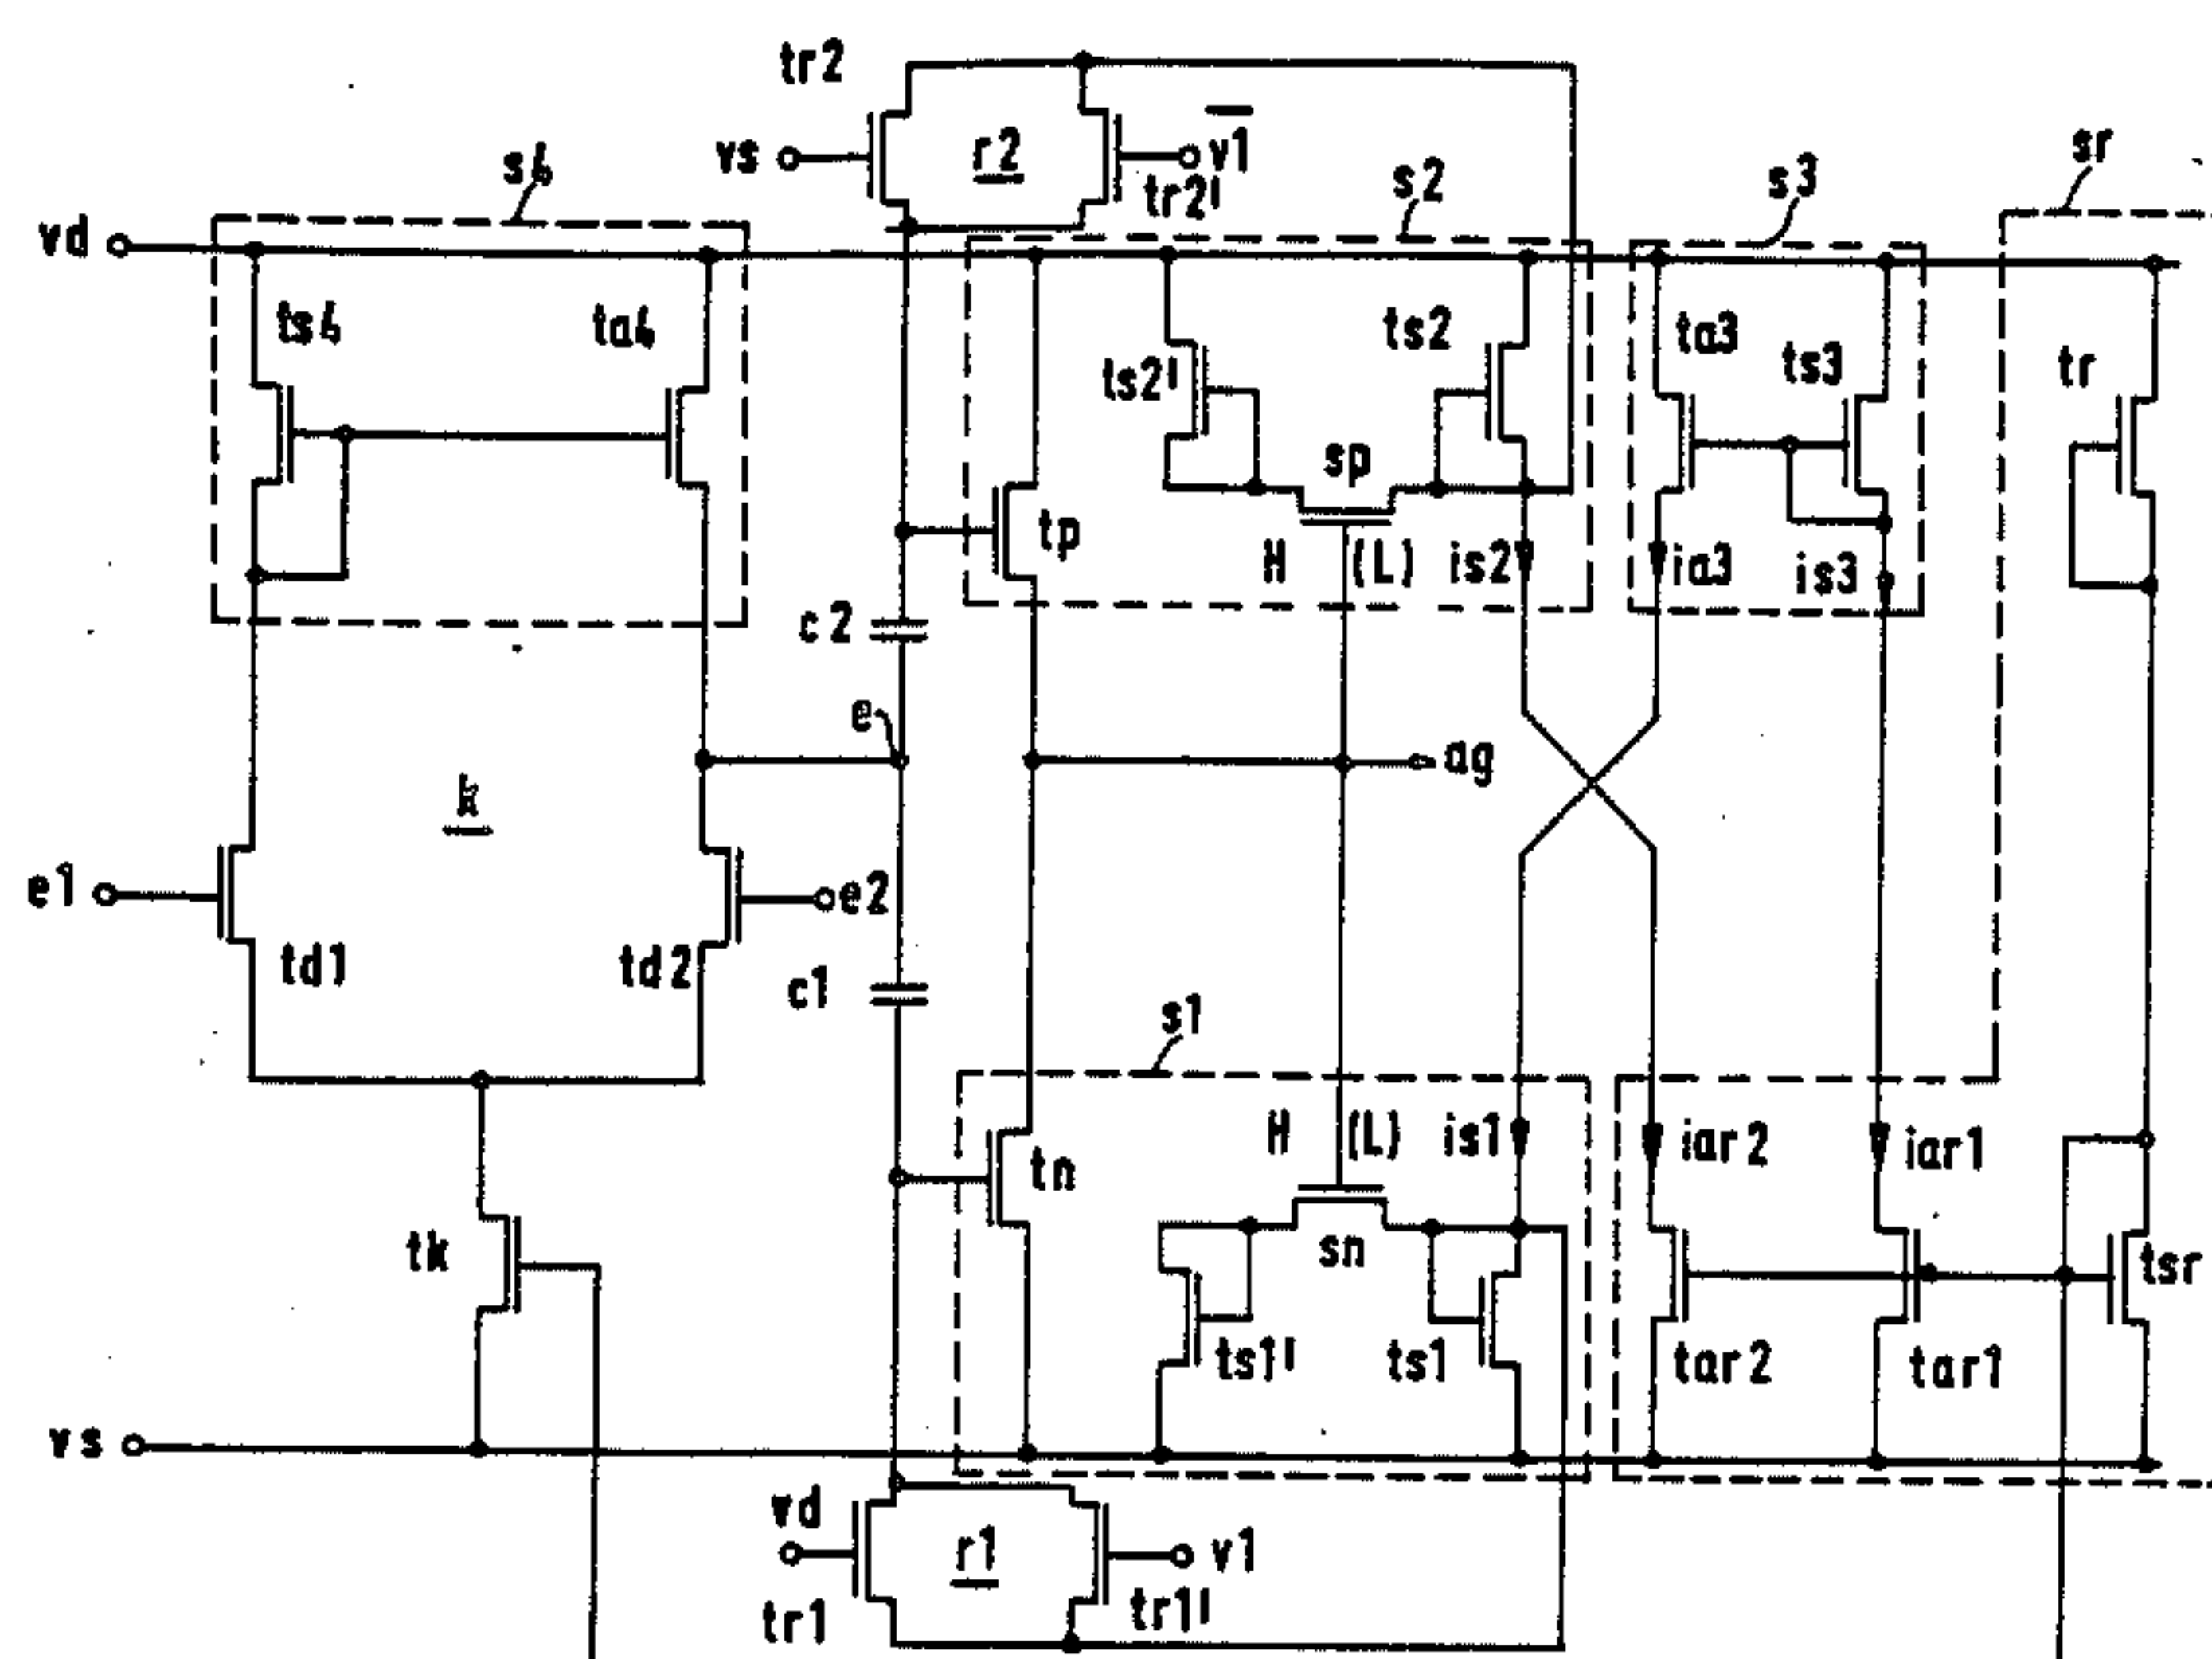 tr2
vs r2 v1
tr2'
s4 s2 s3 sr
vd
ts4 ta4 ts2' ts2 ta3 ts3 tr
sp
tp H (L) is2 ia3 is3
c2
e
ag
k
e1 e2
td1 td2
c1
s1
H (L) is1 iar2 iar1
tn
tk sn tsr
ts1' ts1 tar2 tar1
vs
vd
r1 v1
tr1 tr1'